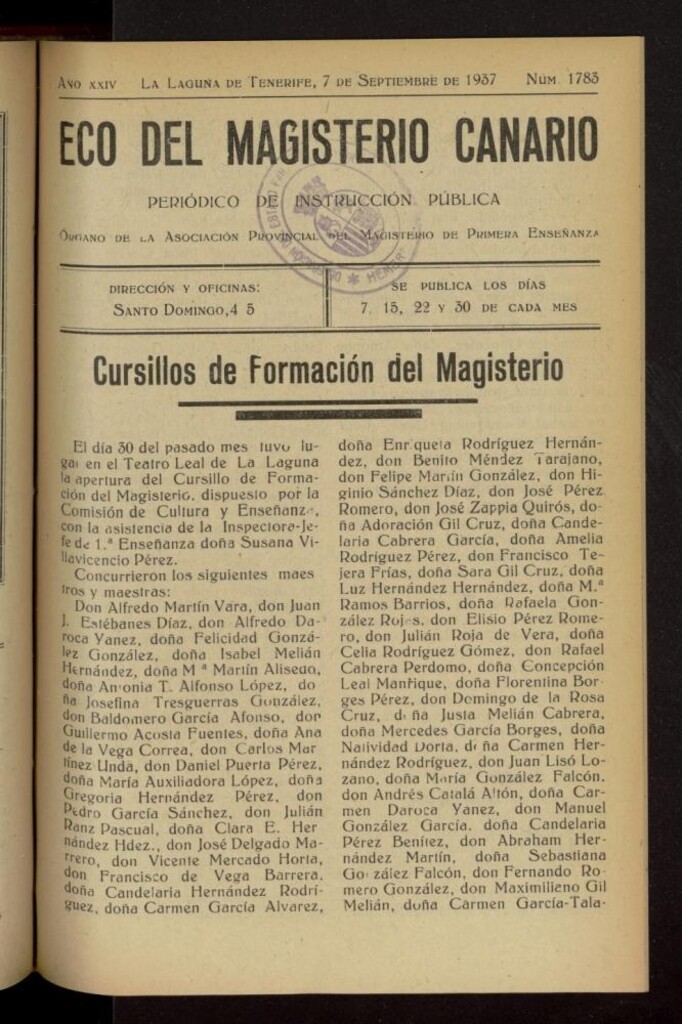 AÑO XXIV LA LAGUNA DE TENERIFE, 7 DE SEPTIEMBRE DE 1937 NÚM. 1783
ECO DEL MAGISTERIO CANARIO
PERIÓDICO DE INSTRUCCIÓN PÚBLICA
ÓRGANO DE LA ASOCIACIÓN PROVINCIAL DEL MAGISTERIO DE PRIMERA ENSEÑANZA
DIRECCIÓN Y OFICINAS:
SANTO DOMINGO, 4 5
SE PUBLICA LOS DÍAS
7, 15, 22 Y 30 DE CADA MES
Cursillos de Formación del Magisterio
El día 30 del pasado mes tuvo lu-
gar en el Teatro Leal de La Laguna
la apertura del Cursillo de Forma-
ción del Magisterio, dispuesto por la
Comisión de Cultura y Enseñanza,
con la asistencia de la Inspectora-Je-
fe de 1.ª Enseñanza doña Susana Vi-
llavicencio Pérez.
Concurrieron los siguientes maes
tros y maestras:
Don Alfredo Martín Vara, don Juan
J. Estébanes Díaz, don Alfredo Da-
roca Yanez, doña Felicidad Gonzá-
lez González, doña Isabel Melián
Hernández, doña Mª Martín Aliseda,
doña Antonia T. Alfonso López, do
ña Josefina Tresguerras González,
don Baldomero García Afonso, don
Guillermo Acosta Fuentes, doña Ana
de la Vega Correa, don Carlos Mar
tínez Unda, don Daniel Puerta Pérez,
doña María Auxiliadora López, doña
Gregoria Hernández Pérez, don
Pedro García Sánchez, don Julián
Ranz Pascual, doña Clara E. Her
nández Hdez., don José Delgado Ma-
rrero, don Vicente Mercado Horta,
don Francisco de Vega Barrera,
doña Candelaria Hernández Rodrí-
guez, doña Carmen García Alvarez,
doña Enriqueta Rodríguez Hernán-
dez, don Benito Méndez Tarajano,
don Felipe Martín González, don Hi-
ginio Sánchez Díaz, don José Pérez
Romero, don José Zappia Quirós, do-
ña Adoración Gil Cruz, doña Cande-
laria Cabrera García, doña Amelia
Rodríguez Pérez, don Francisco Te-
jera Frías, doña Sara Gil Cruz, doña
Luz Hernández Hernández, doña M.ª
Ramos Barrios, doña Rafaela Gon-
zález Rojas, don Elisio Pérez Rome-
ro, don Julián Roja de Vera, doña
Celia Rodríguez Gómez, don Rafael
Cabrera Perdomo, doña Concepción
Leal Manrique, doña Florentina Bor-
ges Pérez, don Domingo de la Rosa
Cruz, doña Justa Melián Cabrera,
doña Mercedes García Borges, doña
Natividad Dorta, doña Carmen Her-
nández Rodríguez, don Juan Lisó Lo-
zano, doña María González Falcón,
don Andrés Catalá Altón, doña Car-
men Daroca Yanez, don Manuel
González García, doña Candelaria
Pérez Benítez, don Abraham Her-
nández Martín, doña Sebastiana
González Falcón, don Fernando Ro-
mero González, don Maximiliano Gil
Melián, doña Carmen García-Tala-